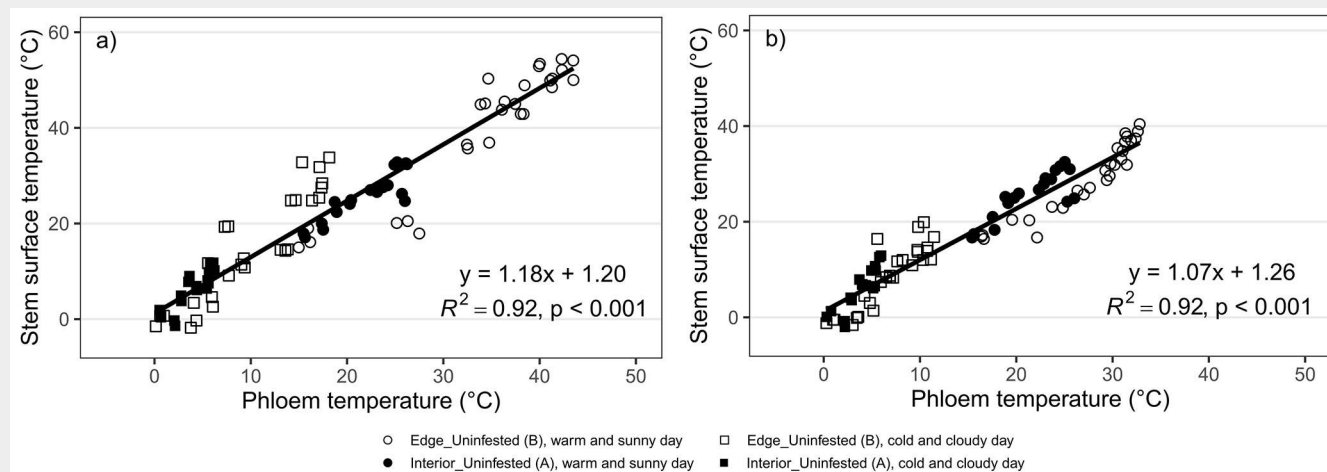 a)
60
40
20
0
Stem surface temperature (°C)
y = 1.18x + 1.20
R² = 0.92, p < 0.001
0 10 20 30 40 50
Phloem temperature (°C)
b)
60
40
20
0
Stem surface temperature (°C)
y = 1.07x + 1.26
R² = 0.92, p < 0.001
0 10 20 30 40 50
Phloem temperature (°C)
Edge_Uninfested (B), warm and sunny day
Edge_Uninfested (B), cold and cloudy day
Interior_Uninfested (A), warm and sunny day
Interior_Uninfested (A), cold and cloudy day